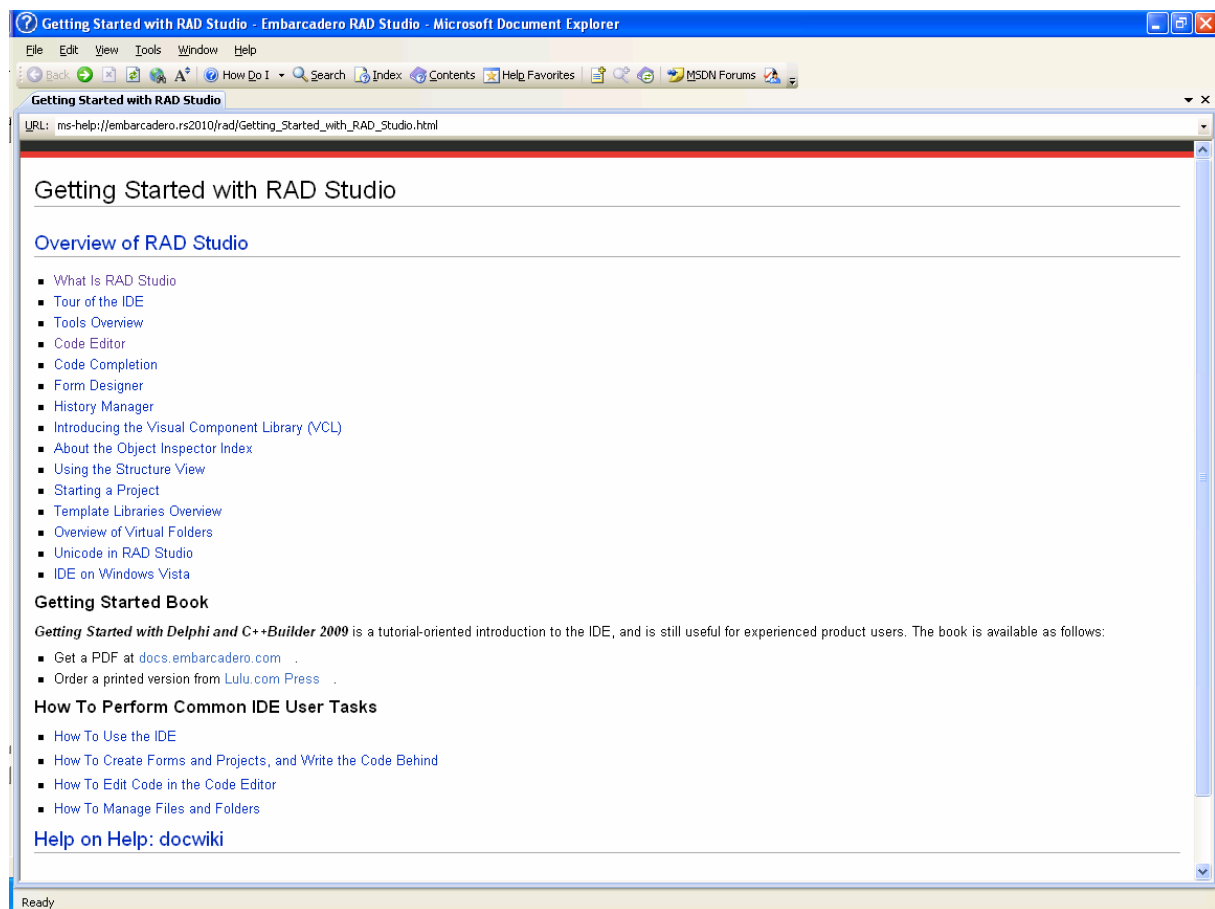 Getting Started with RAD Studio - Embarcadero RAD Studio - Microsoft Document Explorer
File Edit View Tools Window Help
Back How Do I Search Index Contents Help Favorites MSDN Forums
Getting Started with RAD Studio
URL: ms-help://embarcadero.rs2010/rad/Getting_Started_with_RAD_Studio.html
Getting Started with RAD Studio
Overview of RAD Studio
What Is RAD Studio
Tour of the IDE
Tools Overview
Code Editor
Code Completion
Form Designer
History Manager
Introducing the Visual Component Library (VCL)
About the Object Inspector Index
Using the Structure View
Starting a Project
Template Libraries Overview
Overview of Virtual Folders
Unicode in RAD Studio
IDE on Windows Vista
Getting Started Book
Getting Started with Delphi and C++Builder 2009 is a tutorial-oriented introduction to the IDE, and is still useful for experienced product users. The book is available as follows:
Get a PDF at docs.embarcadero.com .
Order a printed version from Lulu.com Press .
How To Perform Common IDE User Tasks
How To Use the IDE
How To Create Forms and Projects, and Write the Code Behind
How To Edit Code in the Code Editor
How To Manage Files and Folders
Help on Help: docwiki
Ready